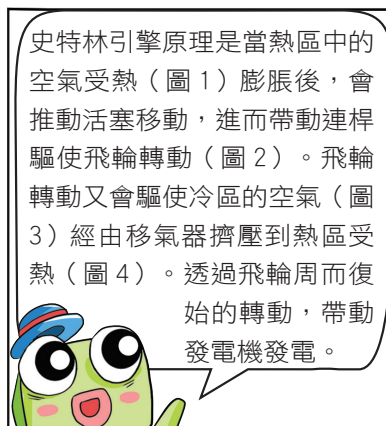 史特林引擎原理是當熱區中的
空氣受熱（圖1）膨脹後，會
推動活塞移動，進而帶動連桿
驅使飛輪轉動（圖2）。飛輪
轉動又會驅使冷區的空氣（圖
3）經由移氣器擠壓到熱區受
熱（圖4）。透過飛輪周而復
始的轉動，帶動
發電機發電。